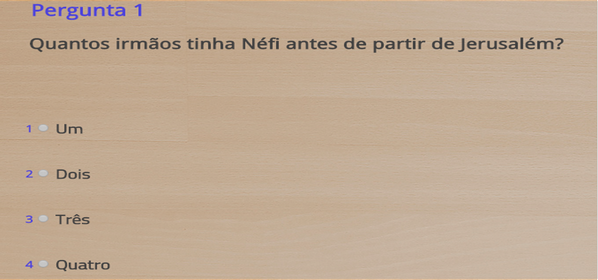 Pergunta 1
Quantos irmãos tinha Néfi antes de partir de Jerusalém?
1 Um
2 Dois
3 Três
4 Quatro